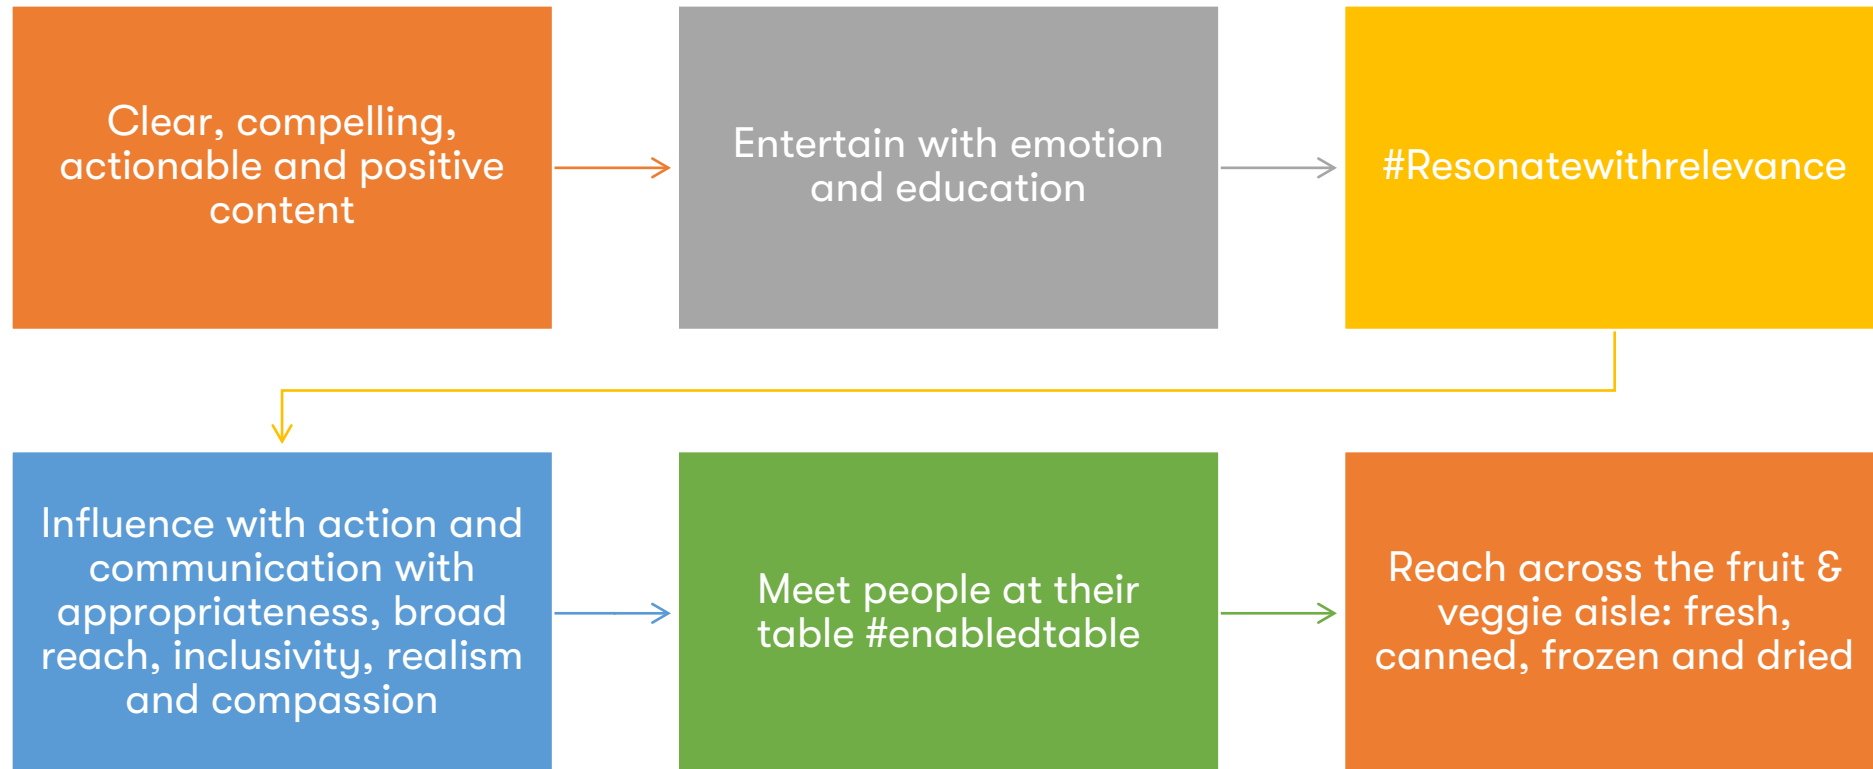 Clear, compelling,
actionable and positive
content
Entertain with emotion
and education
#Resonatewithrelevance
Influence with action and
communication with
appropriateness, broad
reach, inclusivity, realism
and compassion
Meet people at their
table #enabledtable
Reach across the fruit &
veggie aisle: fresh,
canned, frozen and dried